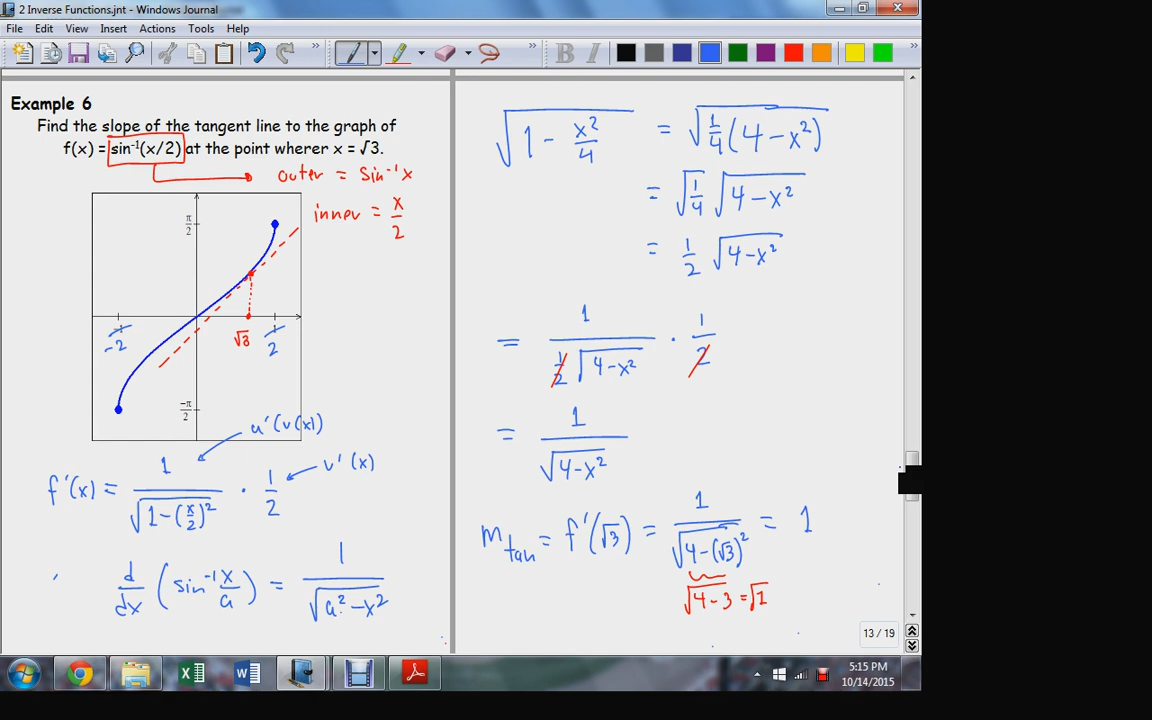 2 Inverse Functions.jnt - Windows Journal
File Edit View Insert Actions Tools Help
Example 6
Find the slope of the tangent line to the graph of
f(x) = sin⁻¹(x/2) at the point wherer x = √3.
outer = sin⁻¹x
inner = x/2
π/2
-1
-2
√3
1
2
-π/2
u'(v(x))
f'(x) = 1/√(1-(x/2)²) · 1/2
v'(x)
d/dx (sin⁻¹ x/a) = 1/√(a²-x²)
√(1 - x²/4) = √(1/4 (4-x²))
= √(1/4) √(4-x²)
= 1/2 √(4-x²)
= 1/(1/2 √(4-x²)) · 1/2
= 1/√(4-x²)
m tan = f'(√3) = 1/√(4-(√3)²) = 1
√(4-3) = √1
13 / 19
5:15 PM
10/14/2015